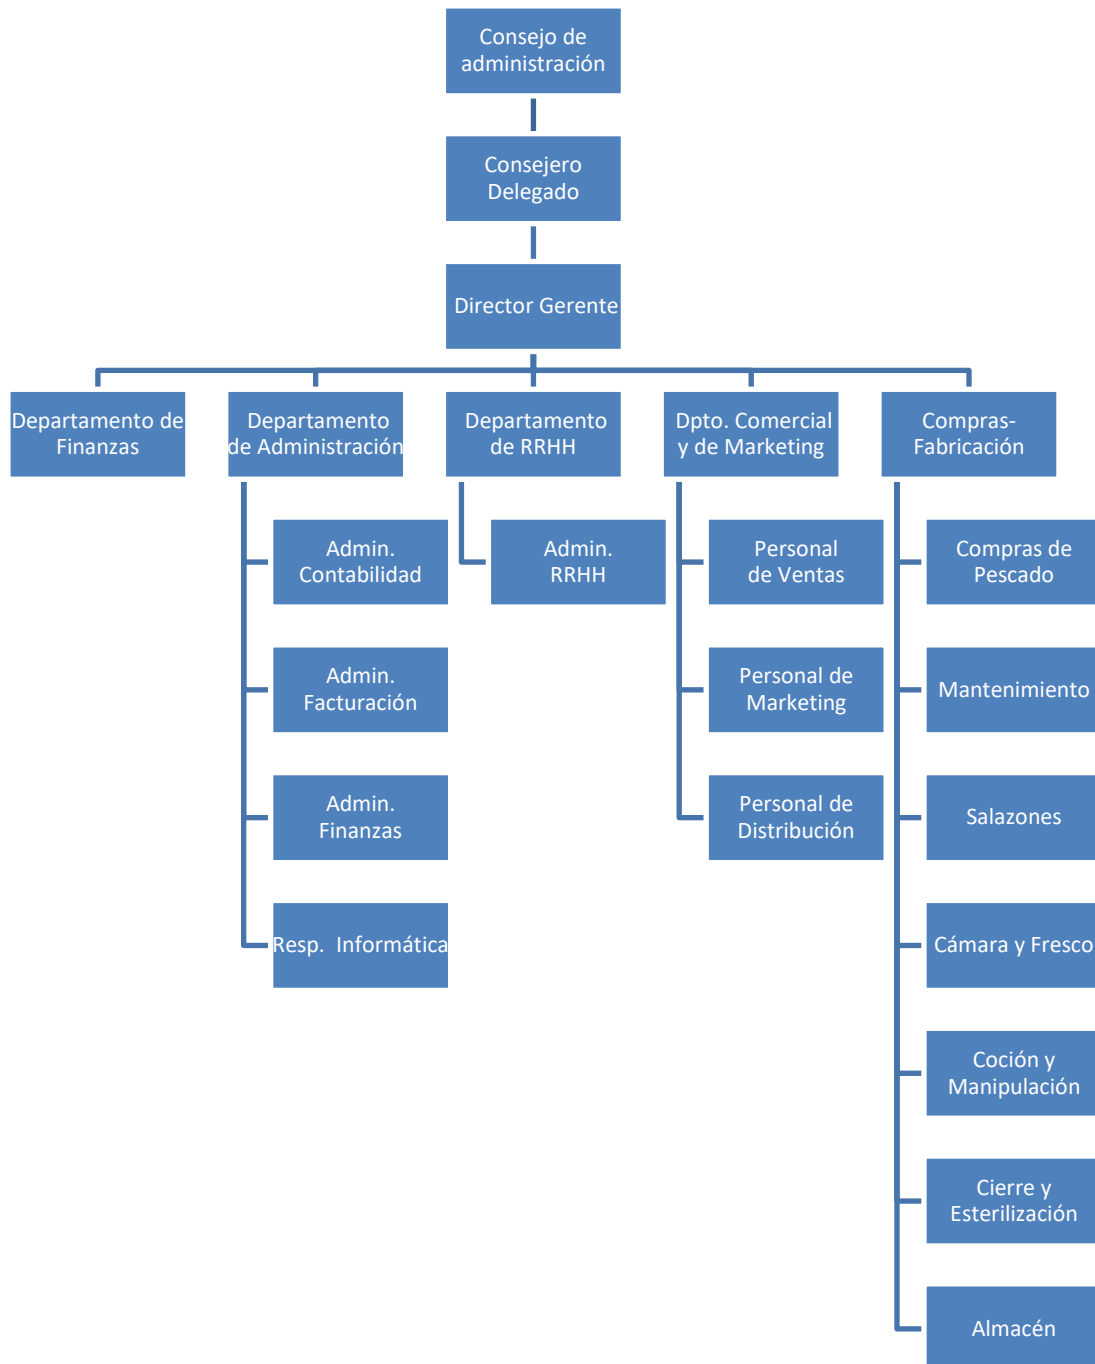 Consejo de
administración
Consejero
Delegado
Director Gerente
Departamento de
Finanzas
Departamento
de Administración
Departamento
de RRHH
Dpto. Comercial
y de Marketing
Compras-
Fabricación
Admin.
Contabilidad
Admin.
RRHH
Personal
de Ventas
Compras de
Pescado
Admin.
Facturación
Personal de
Marketing
Mantenimiento
Admin.
Finanzas
Personal de
Distribución
Salazones
Resp. Informática
Cámara y Fresco
Coción y
Manipulación
Cierre y
Esterilización
Almacén